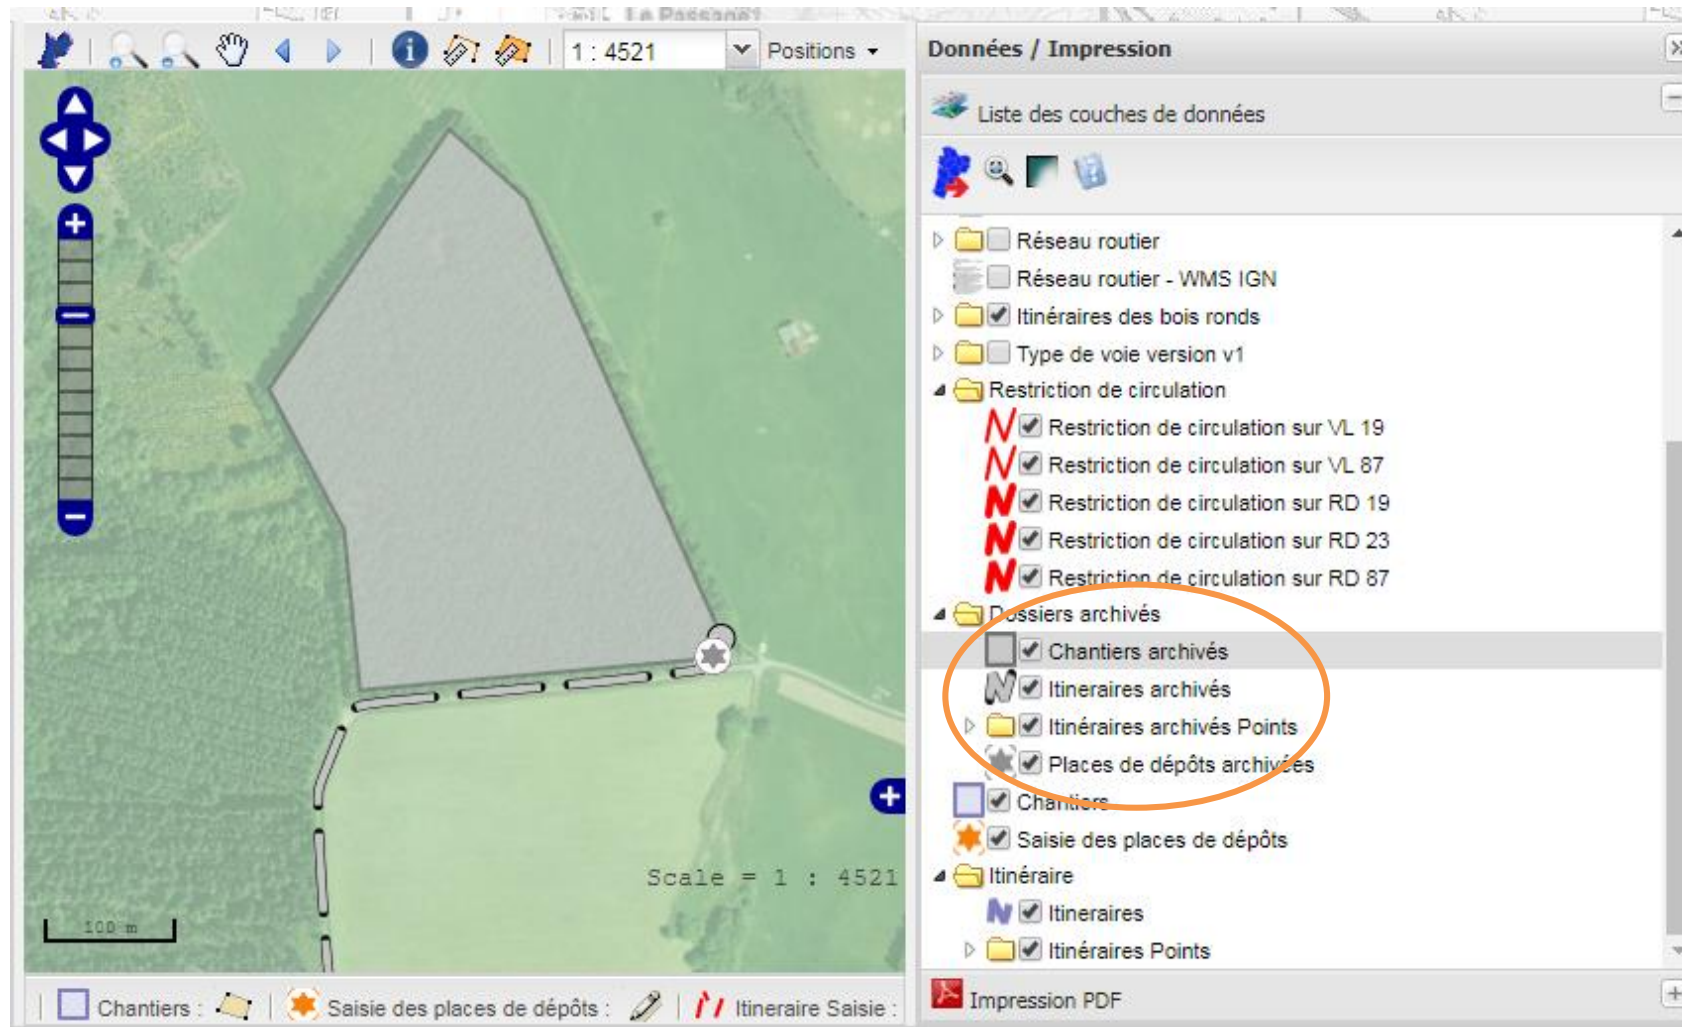 Le Passanet
1 : 4521
Positions
Données / Impression
Liste des couches de données
Réseau routier
Réseau routier - WMS IGN
Itinéraires des bois ronds
Type de voie version v1
Restriction de circulation
Restriction de circulation sur VL 19
Restriction de circulation sur VL 87
Restriction de circulation sur RD 19
Restriction de circulation sur RD 23
Restriction de circulation sur RD 87
Dossiers archivés
Chantiers archivés
Itineraires archivés
Itinéraires archivés Points
Places de dépôts archivées
Chantiers
Saisie des places de dépôts
Itinéraire
Itineraires
Itinéraires Points
Scale = 1 : 4521
100 m
Chantiers :
Saisie des places de dépôts :
Itineraire Saisie :
Impression PDF